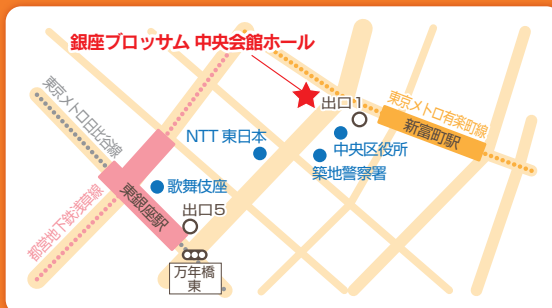 銀座ブロッサム 中央会館ホール
東京メトロ日比谷線
出口1
東京メトロ有楽町線
新富町駅
NTT 東日本
中央区役所
築地警察署
歌舞伎座
東銀座駅
出口5
都営地下鉄浅草線
万年橋
東